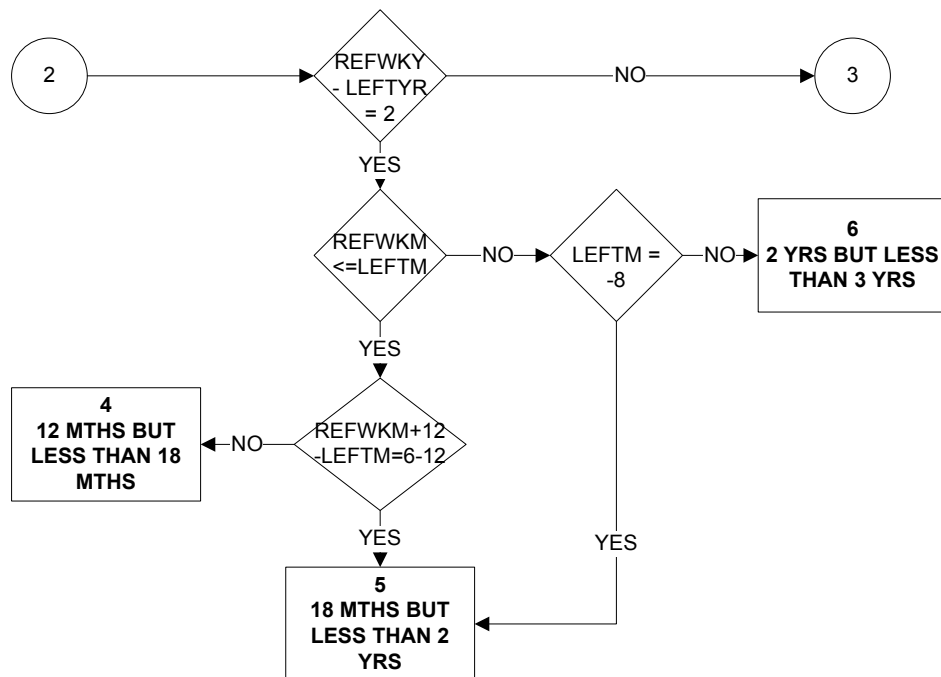 2
REFWKY
- LEFTYR
= 2
NO
3
YES
REFWKM
<=LEFTM
NO
LEFTM =
-8
NO
6
2 YRS BUT LESS
THAN 3 YRS
YES
4
12 MTHS BUT
LESS THAN 18
MTHS
NO
REFWKM+12
-LEFTM=6-12
YES
YES
5
18 MTHS BUT
LESS THAN 2
YRS